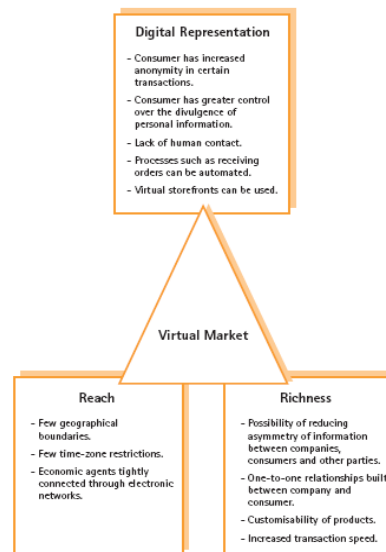 Digital Representation
– Consumer has increased
anonymity in certain
transactions.
– Consumer has greater control
over the divulgence of
personal information.
– Lack of human contact.
– Processes such as receiving
orders can be automated.
– Virtual storefronts can be used.
Virtual Market
Reach
– Few geographical
boundaries.
– Few time-zone restrictions.
– Economic agents tightly
connected through electronic
networks.
Richness
– Possibility of reducing
asymmetry of information
between companies,
consumers and other parties.
– One-to-one relationships built
between company and
consumer.
– Customisability of products.
– Increased transaction speed.